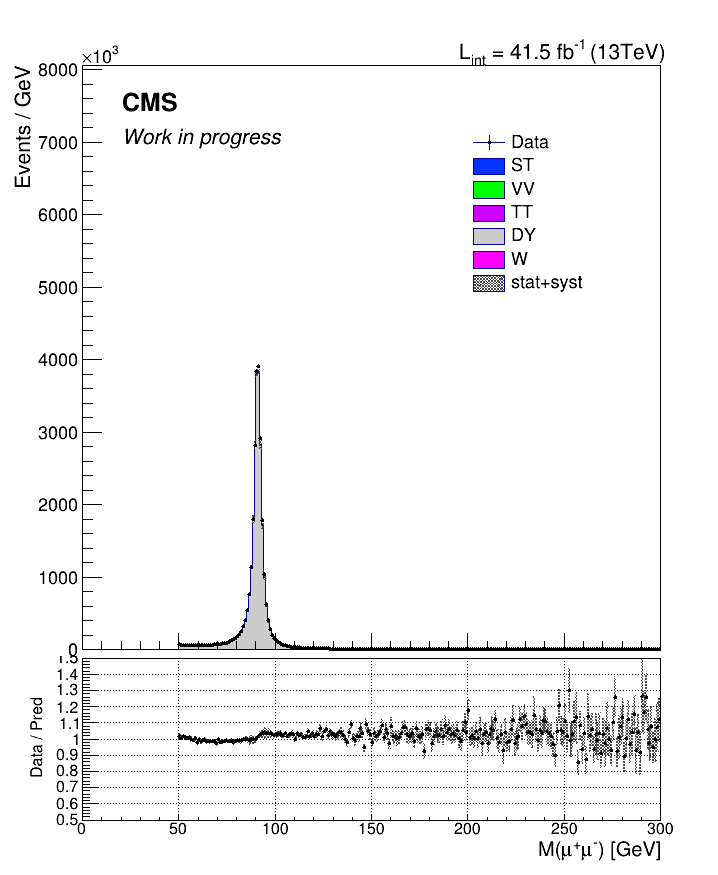 ×10³
L_int = 41.5 fb⁻¹ (13TeV)
Events / GeV
8000
7000
6000
5000
4000
3000
2000
1000
0
CMS
Work in progress
Data
ST
VV
TT
DY
W
stat+syst
Data / Pred
1.5
1.4
1.3
1.2
1.1
1
0.9
0.8
0.7
0.6
0.5
0 50 100 150 200 250 300
M(μ⁺μ⁻) [GeV]